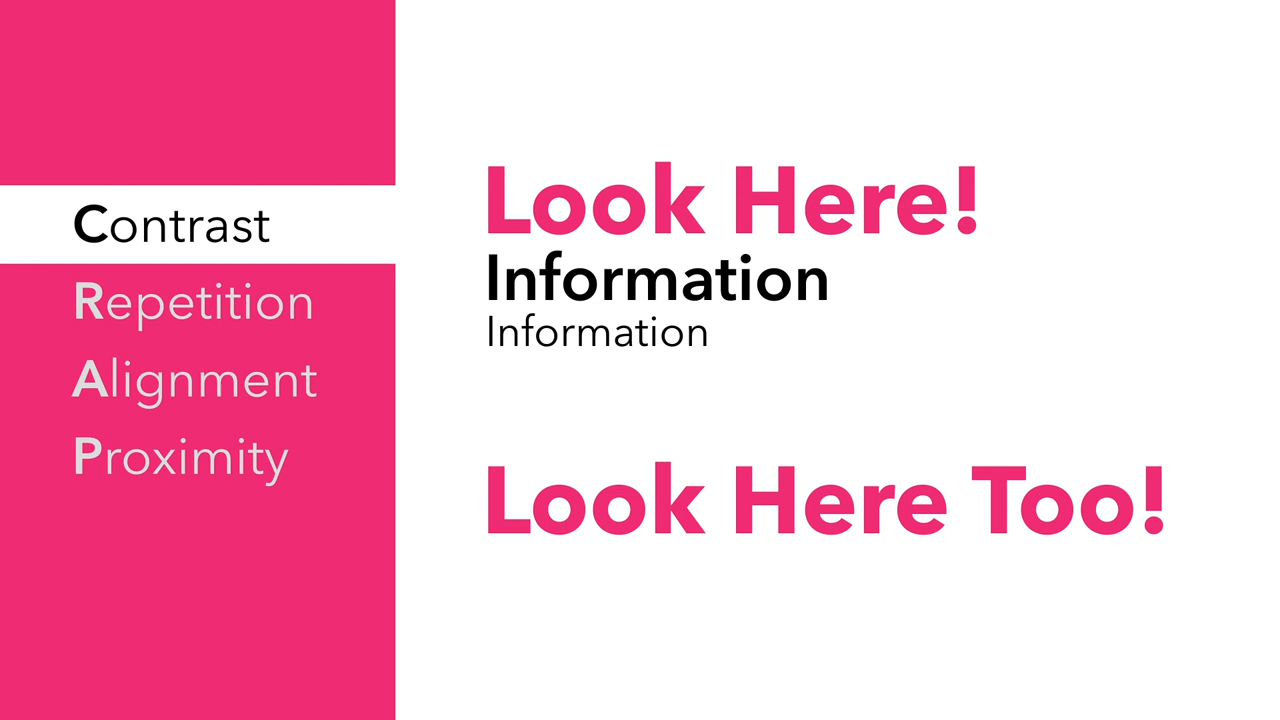 Contrast
Repetition
Alignment
Proximity
Look Here!
Information
Information
Look Here Too!